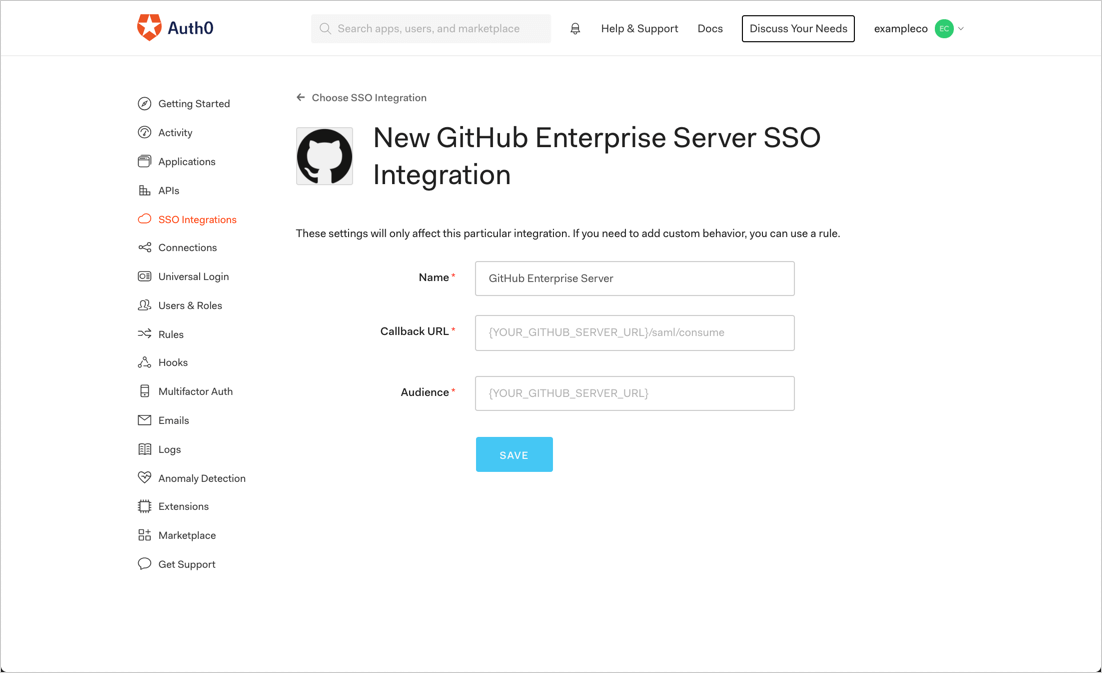 Auth0
Search apps, users, and marketplace
Help & Support
Docs
Discuss Your Needs
exampleco
EC
Getting Started
Activity
Applications
APIs
SSO Integrations
Connections
Universal Login
Users & Roles
Rules
Hooks
Multifactor Auth
Emails
Logs
Anomaly Detection
Extensions
Marketplace
Get Support
← Choose SSO Integration
New GitHub Enterprise Server SSO
Integration
These settings will only affect this particular integration. If you need to add custom behavior, you can use a rule.
Name *
GitHub Enterprise Server
Callback URL *
{YOUR_GITHUB_SERVER_URL}/saml/consume
Audience *
{YOUR_GITHUB_SERVER_URL}
SAVE